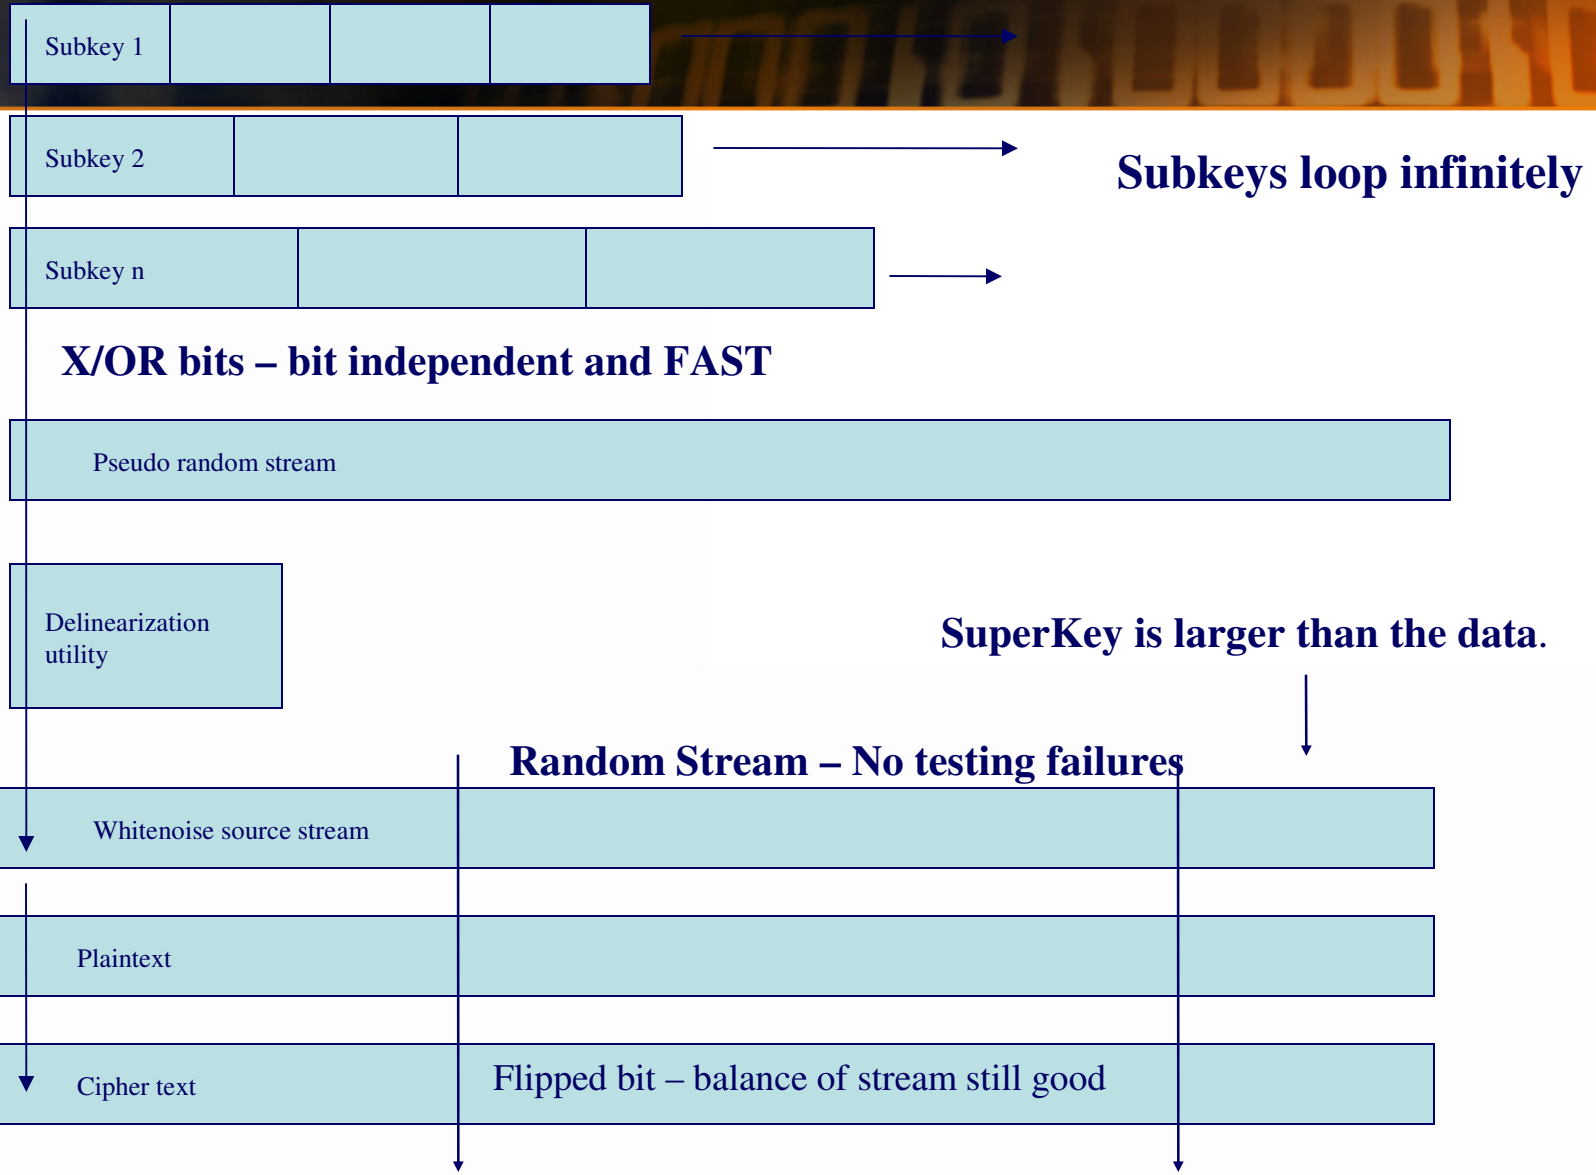 Subkey 1
Subkey 2
Subkeys loop infinitely
Subkey n
X/OR bits – bit independent and FAST
Pseudo random stream
Delinearization
utility
SuperKey is larger than the data.
Random Stream – No testing failures
Whitenoise source stream
Plaintext
Flipped bit – balance of stream still good
Cipher text